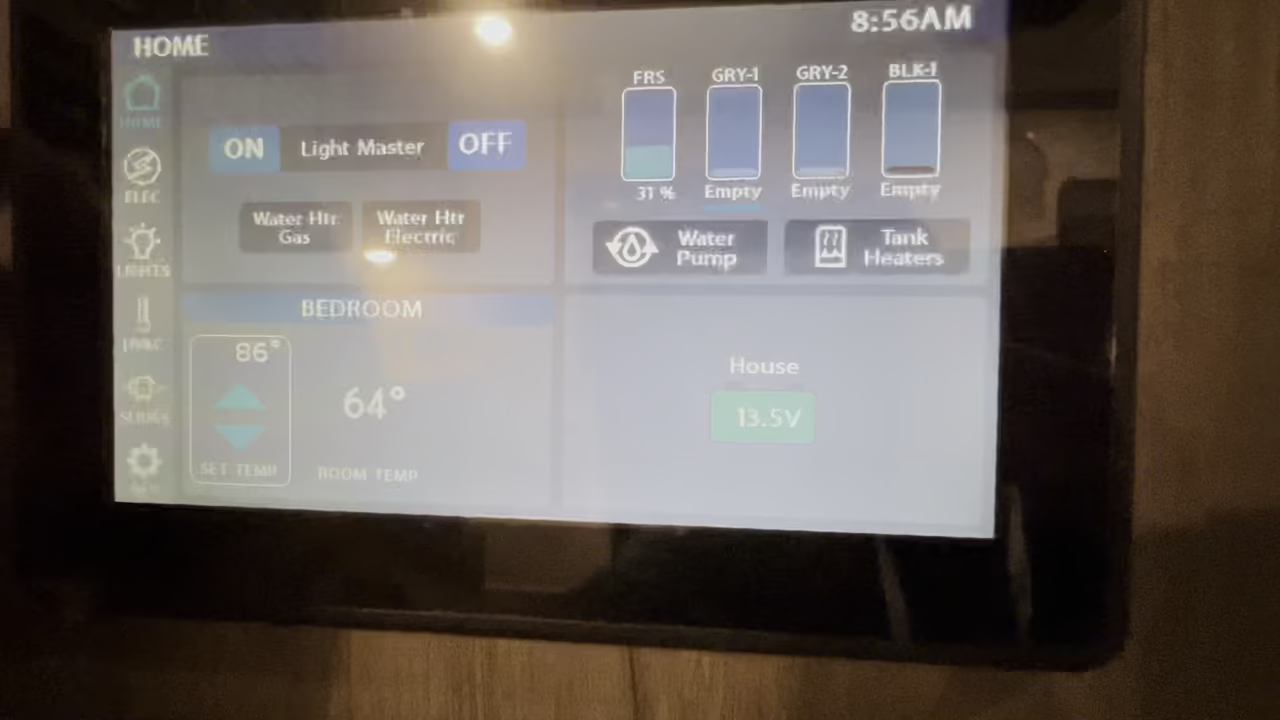 HOME
8:56AM
HOME
ELEC
LIGHTS
HVAC
SLIDES
ON
Light Master
OFF
Water Htr
Gas
Water Htr
Electric
FRS
GRY-1
GRY-2
BLK-1
31 %
Empty
Empty
Empty
Water
Pump
Tank
Heaters
BEDROOM
86°
SET TEMP
64°
ROOM TEMP
House
13.5V